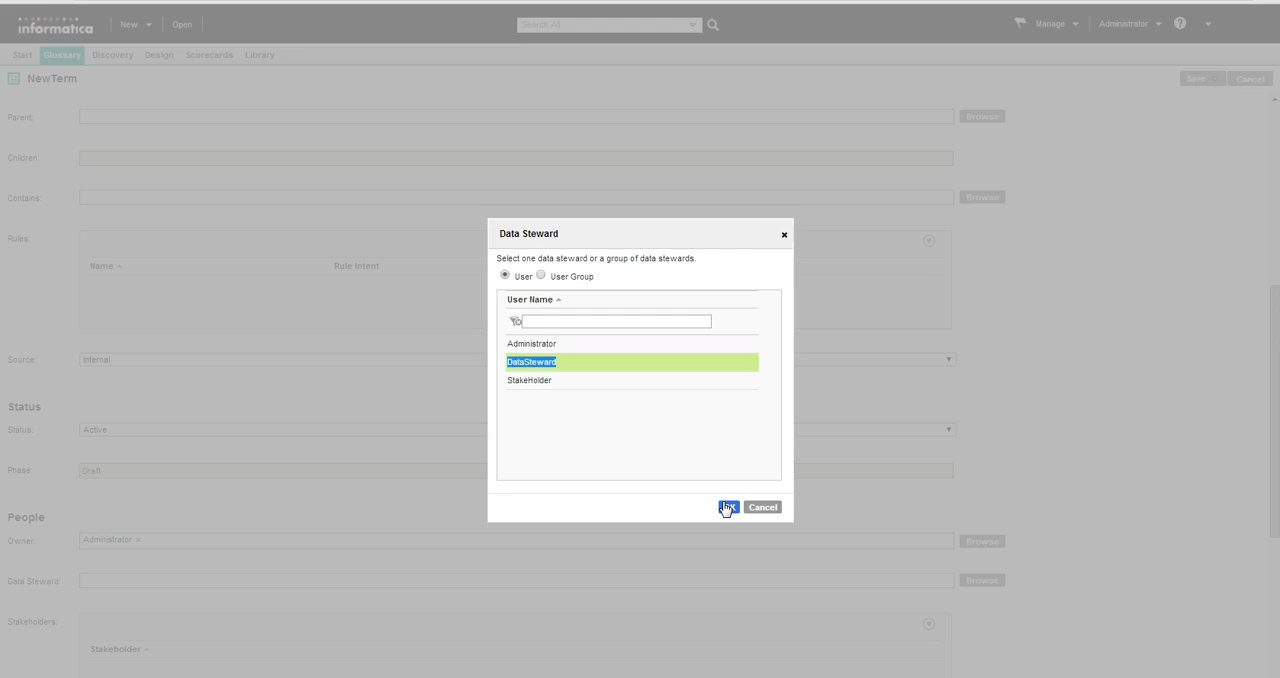 informatica New Open Search All Manage Administrator ?
Start Glossary Discovery Design Scorecards Library
NewTerm Save Cancel
Parent: Browse
Children:
Contains: Browse
Rules:
Name Rule Intent
Source: Internal
Status
Status: Active
Phase: Draft
People
Owner: Administrator × Browse
Data Steward: Browse
Stakeholders:
Stakeholder
Data Steward ×
Select one data steward or a group of data stewards.
User User Group
User Name
Administrator
DataSteward
StakeHolder
Cancel